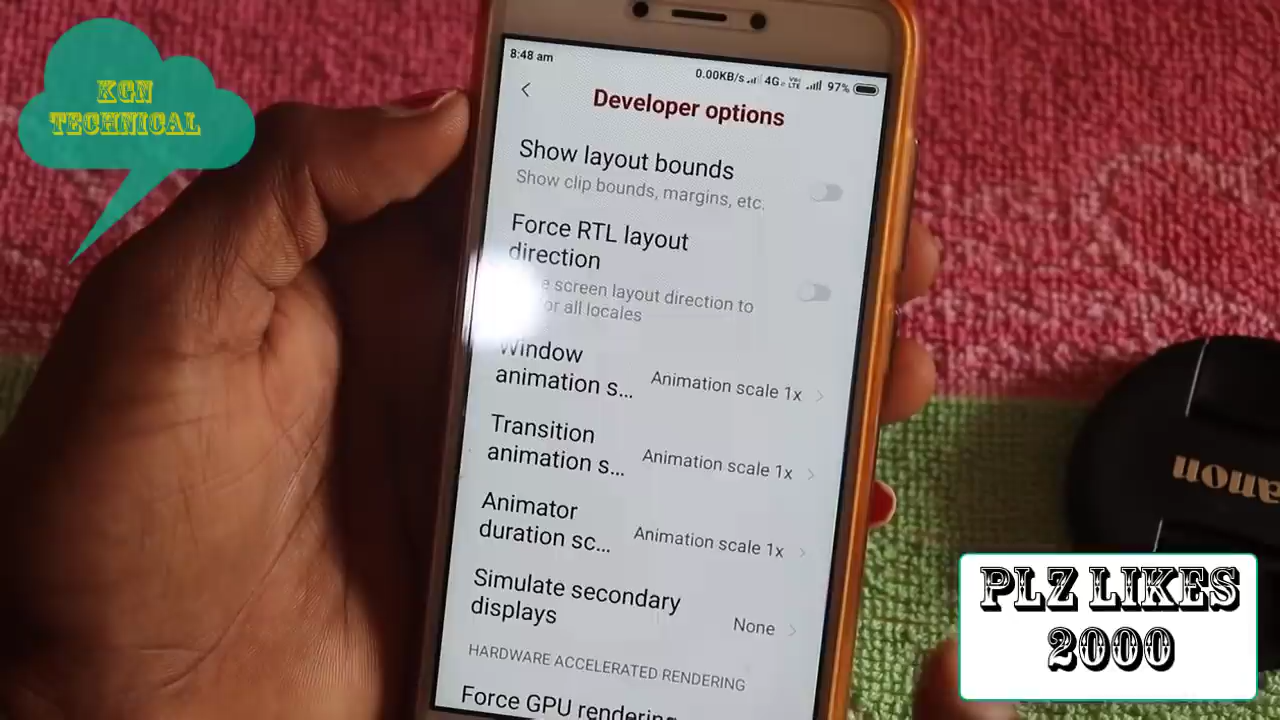 KGN
TECHNICAL
8:48 am
0.00KB/s 4G VoLTE 97%
Developer options
Show layout bounds
Show clip bounds, margins, etc.
Force RTL layout
direction
screen layout direction to
for all locales
Window
animation s... Animation scale 1x
Transition
animation s... Animation scale 1x
Animator
duration sc... Animation scale 1x
Simulate secondary
displays None
HARDWARE ACCELERATED RENDERING
Force GPU rendering
anon
PLZ LIKES
2000